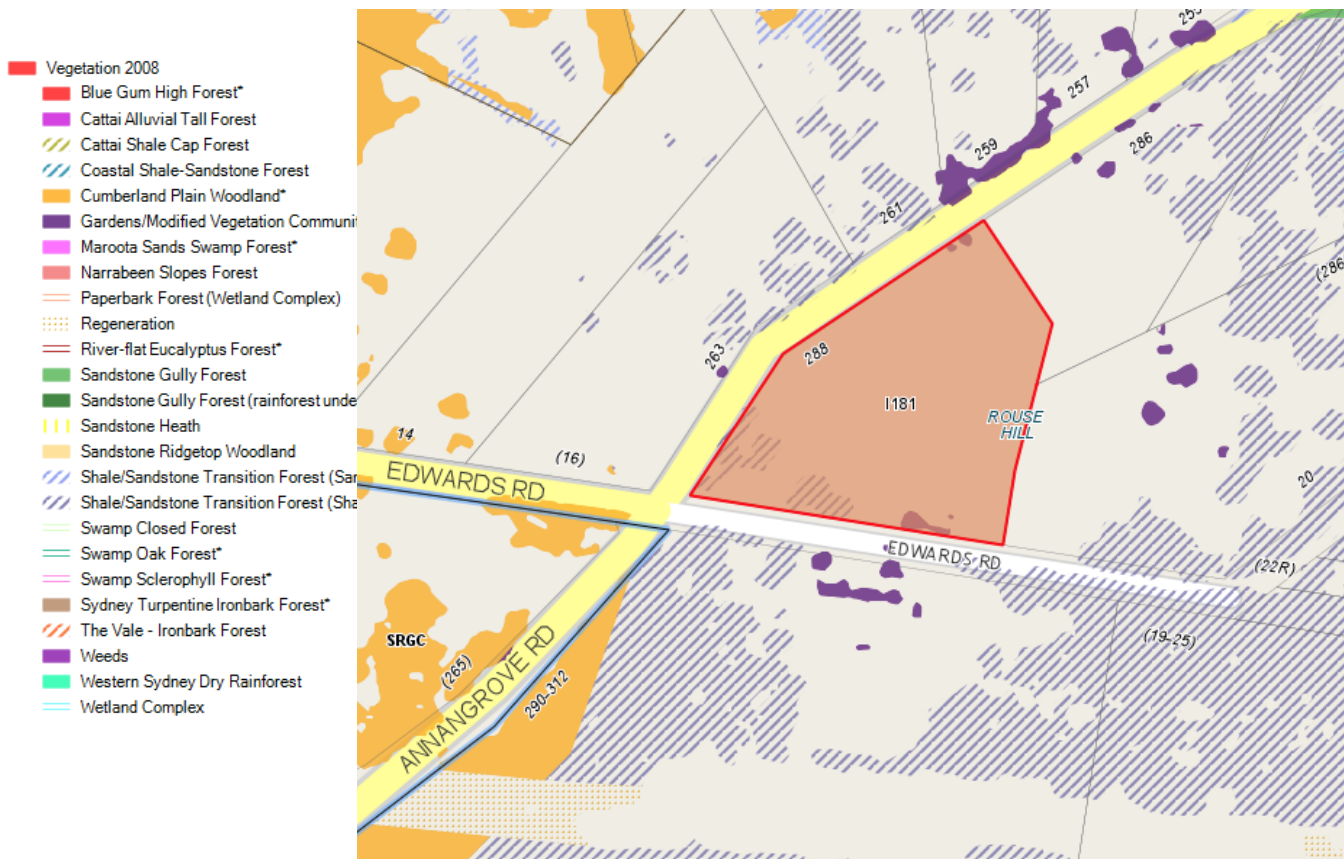 Vegetation 2008
Blue Gum High Forest*
Cattai Alluvial Tall Forest
Cattai Shale Cap Forest
Coastal Shale-Sandstone Forest
Cumberland Plain Woodland*
Gardens/Modified Vegetation Communit
Maroota Sands Swamp Forest*
Narrabeen Slopes Forest
Paperbark Forest (Wetland Complex)
Regeneration
River-flat Eucalyptus Forest*
Sandstone Gully Forest
Sandstone Gully Forest (rainforest unde
Sandstone Heath
Sandstone Ridgetop Woodland
Shale/Sandstone Transition Forest (San
Shale/Sandstone Transition Forest (Sha
Swamp Closed Forest
Swamp Oak Forest*
Swamp Sclerophyll Forest*
Sydney Turpentine Ironbark Forest*
The Vale - Ironbark Forest
Weeds
Western Sydney Dry Rainforest
Wetland Complex
257
259
286
261
(286
263
288
I181
ROUSE
HILL
14
(16)
EDWARDS RD
20
EDWARDS RD
(22R)
(19-25)
SRGC
(265)
290-312
ANNANGROVE RD